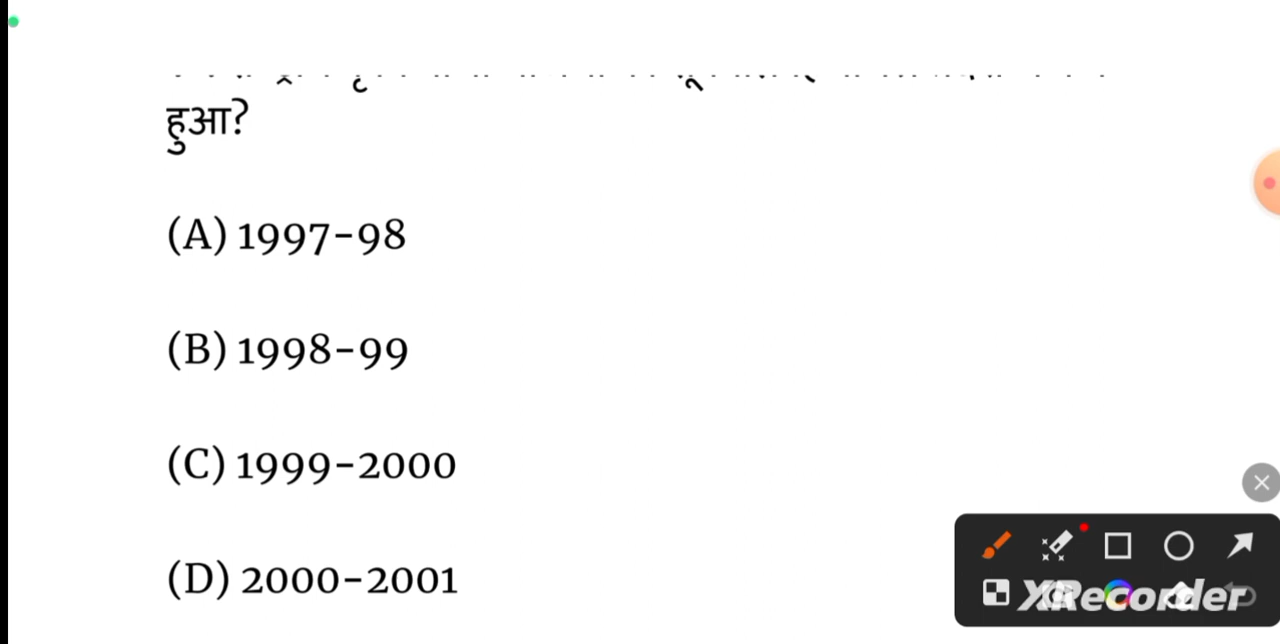 हुआ?
(A) 1997-98
(B) 1998-99
(C) 1999-2000
(D) 2000-2001
XRecorder